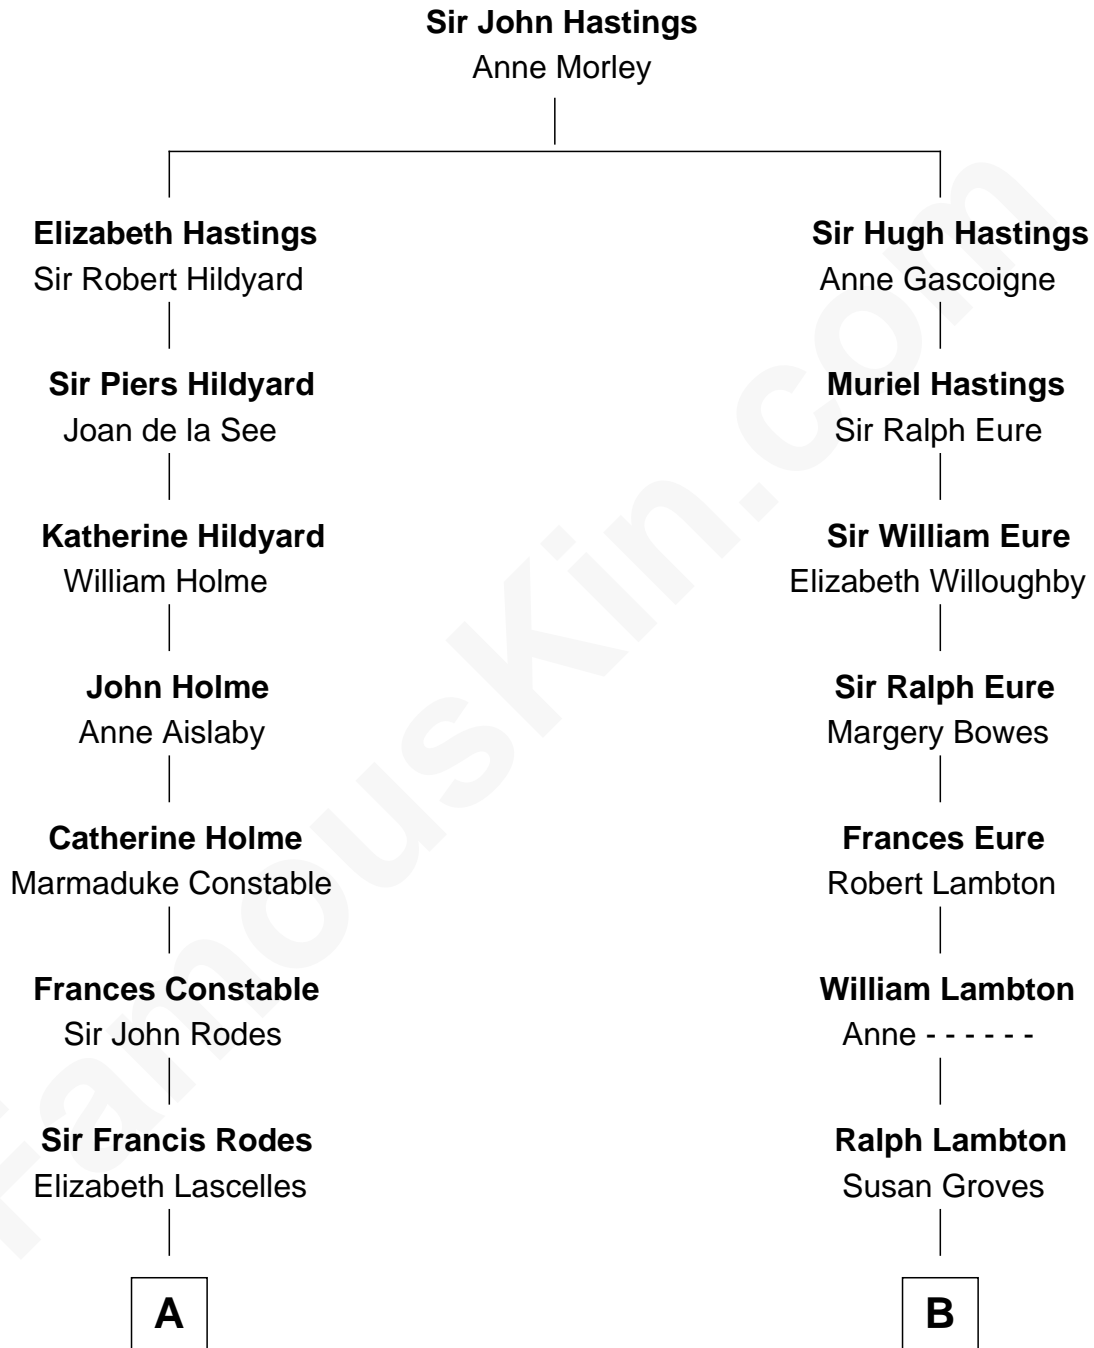 Sir John Hastings
Anne Morley
Elizabeth Hastings
Sir Robert Hildyard
Sir Hugh Hastings
Anne Gascoigne
Sir Piers Hildyard
Joan de la See
Muriel Hastings
Sir Ralph Eure
Katherine Hildyard
William Holme
Sir William Eure
Elizabeth Willoughby
John Holme
Anne Aislaby
Sir Ralph Eure
Margery Bowes
Catherine Holme
Marmaduke Constable
Frances Eure
Robert Lambton
Frances Constable
Sir John Rodes
William Lambton
Anne - - - - - -
Sir Francis Rodes
Elizabeth Lascelles
Ralph Lambton
Susan Groves
A
B
FamousKin.com